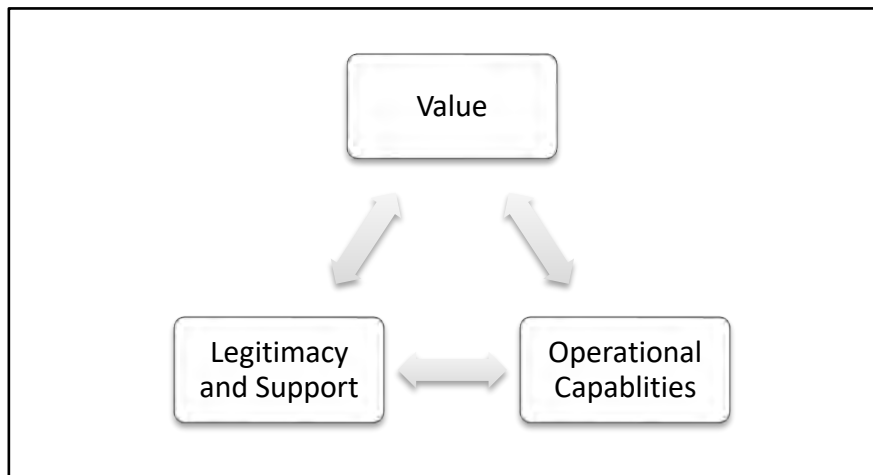 Value
Legitimacy
and Support
Operational
Capablities